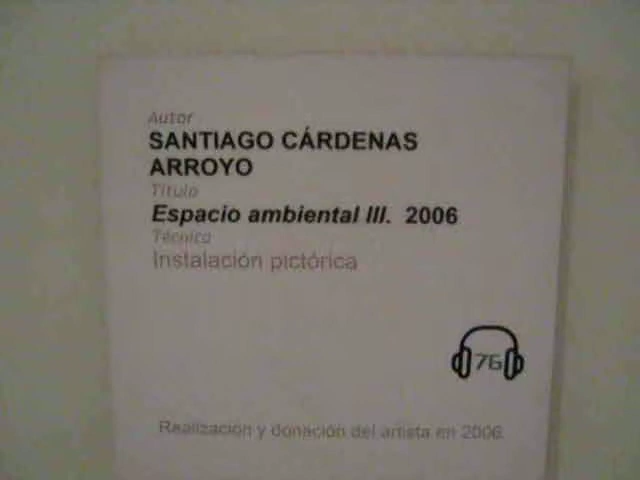 Autor
SANTIAGO CÁRDENAS
ARROYO
Título
Espacio ambiental III. 2006
Técnica
Instalación pictórica
76
Realización y donación del artista en 2006